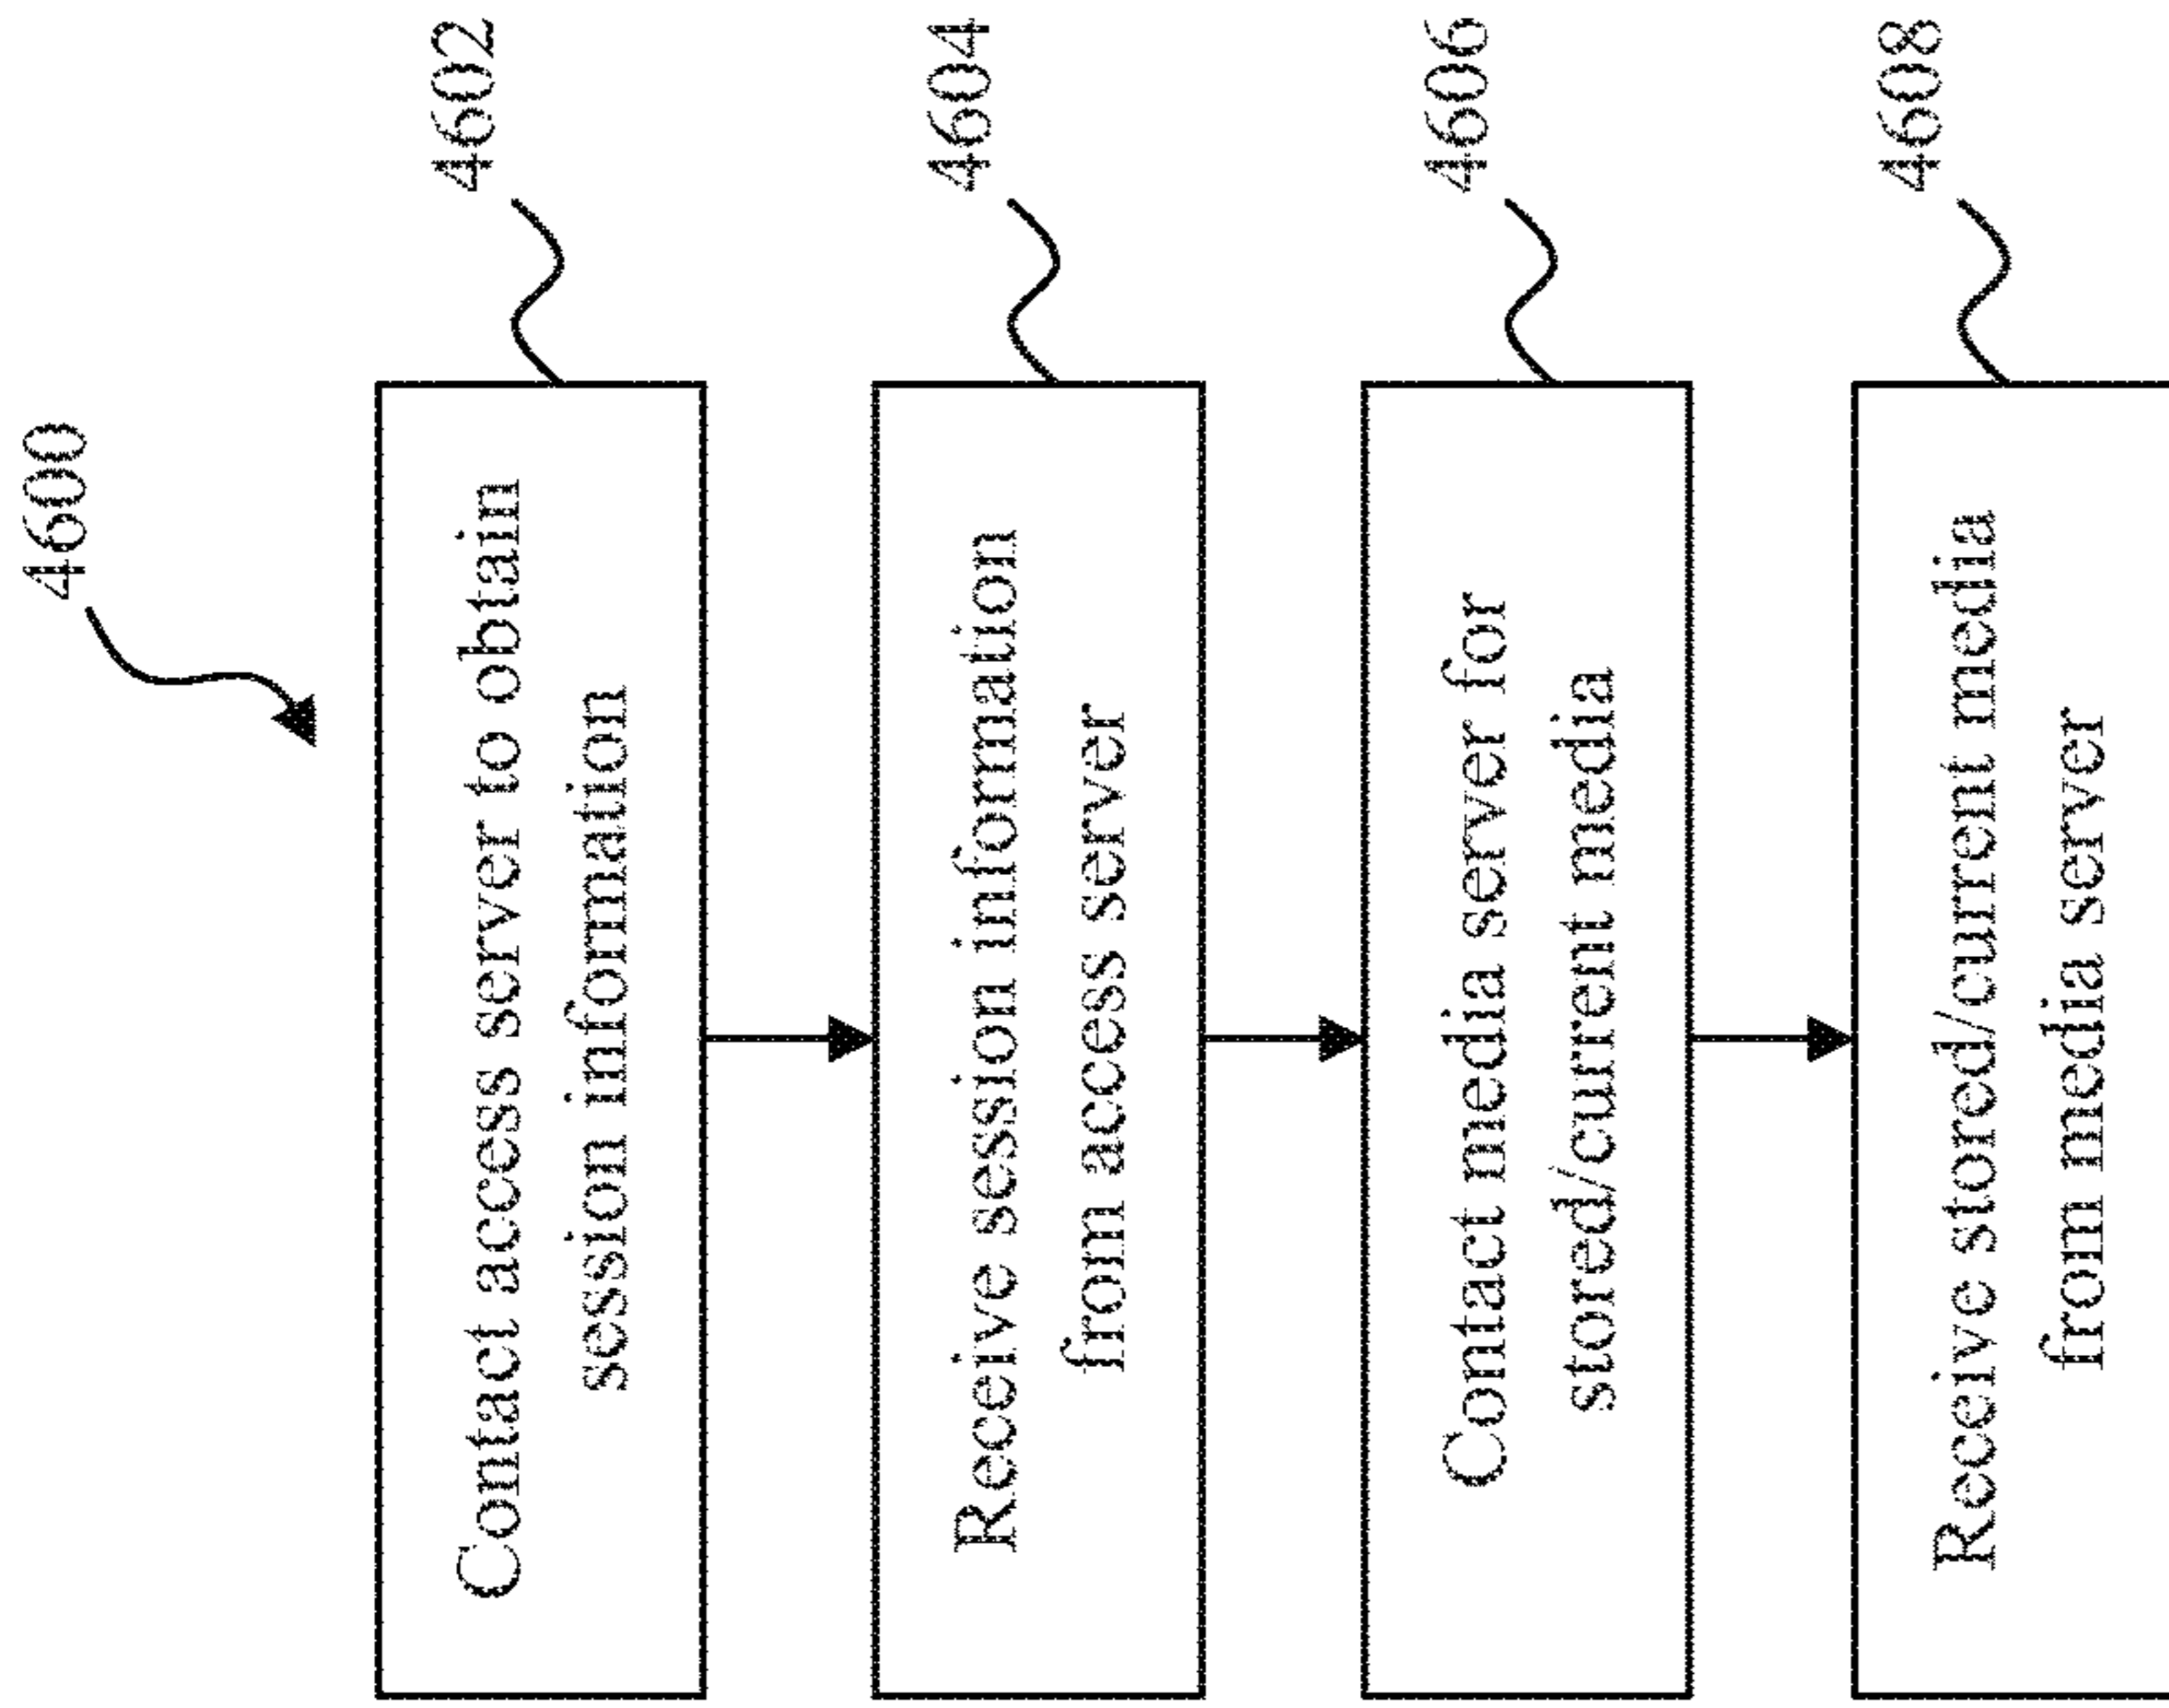 4600
Contact access server to obtain
session information
4602
Receive session information
from access server
4604
Contact media server for
stored/current media
4606
Receive stored/current media
from media server
4608